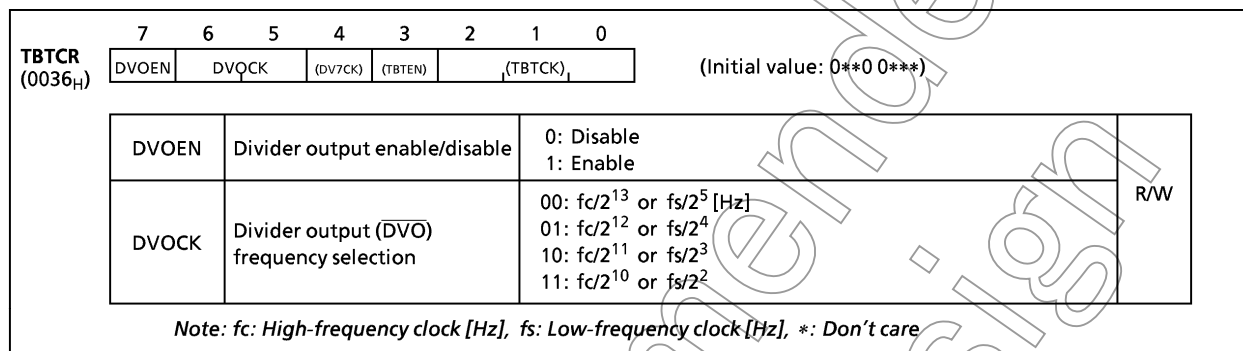 7 6 5 4 3 2 1 0
TBTCR
(0036H)
DVOEN DVOCK (DV7CK) (TBTEN) (TBTCK) (Initial value: 0**0 0***)
DVOEN Divider output enable/disable 0: Disable
1: Enable
R/W
DVOCK Divider output (DVO)
frequency selection
00: fc/2^13 or fs/2^5 [Hz]
01: fc/2^12 or fs/2^4
10: fc/2^11 or fs/2^3
11: fc/2^10 or fs/2^2
Note: fc: High-frequency clock [Hz], fs: Low-frequency clock [Hz], *: Don't care